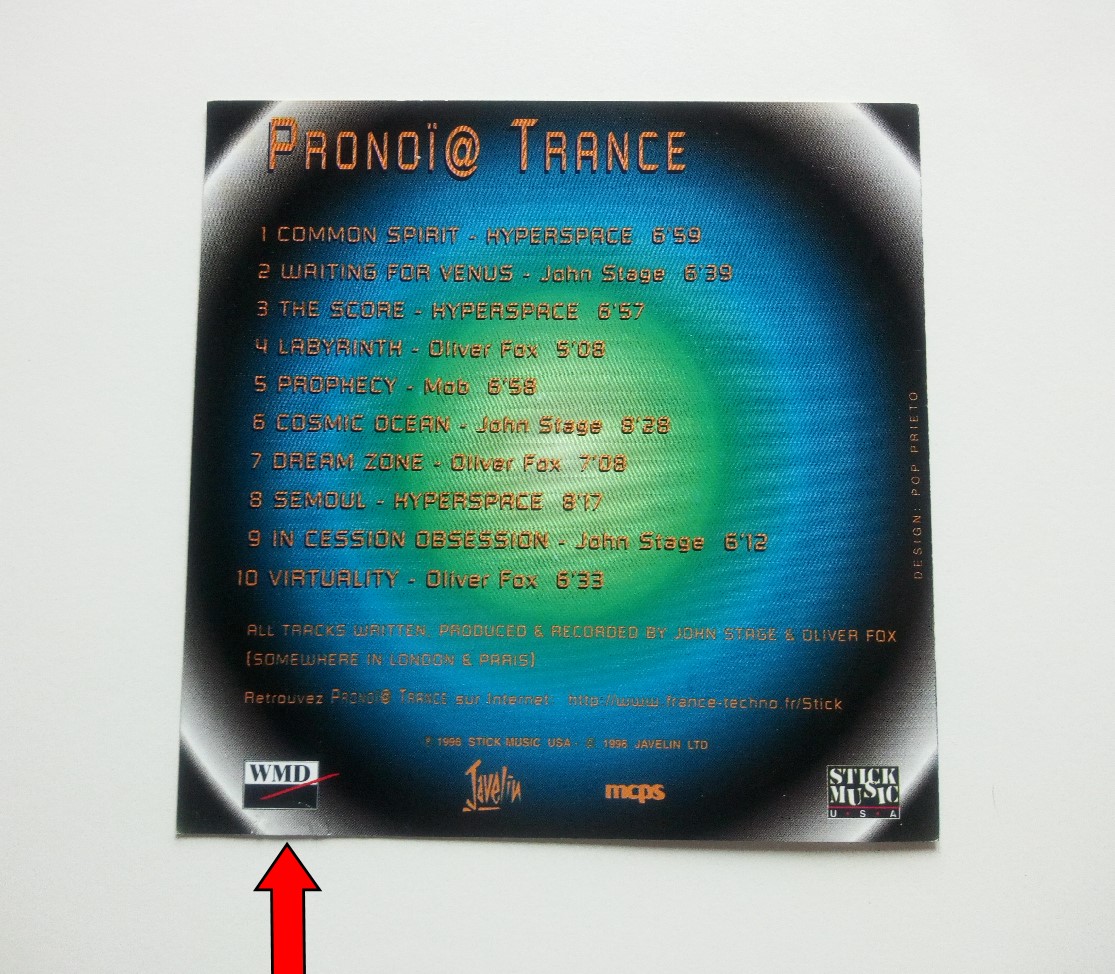 PRONOÏ@ TRANCE
1 COMMON SPIRIT - HYPERSPACE 6'59
2 WAITING FOR VENUS - John Stage 6'39
3 THE SCORE - HYPERSPACE 6'57
4 LABYRINTH - Oliver Fox 5'08
5 PROPHECY - Mob 6'58
6 COSMIC OCEAN - John Stage 8'28
7 DREAM ZONE - Oliver Fox 7'08
8 SEMOUL - HYPERSPACE 8'17
9 IN CESSION OBSESSION - John Stage 6'12
10 VIRTUALITY - Oliver Fox 6'33
ALL TRACKS WRITTEN, PRODUCED & RECORDED BY JOHN STAGE & OLIVER FOX
(SOMEWHERE IN LONDON & PARIS)
Retrouvez PRONOÏ@ TRANCE sur Internet http://www.france-techno.fr/Stick
℗ 1996 STICK MUSIC USA - © 1996 JAVELIN LTD
WMD
Javelin
mcps
STICK
MUSIC
U.S.A
DESIGN: POP PRIETO